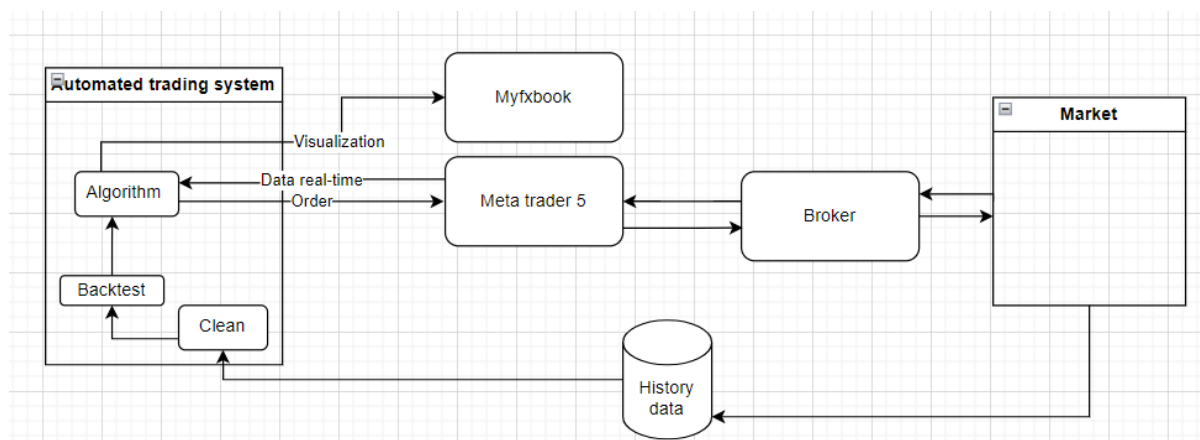 Automated trading system
Myfxbook
Market
Visualization
Data real-time
Algorithm
Order
Meta trader 5
Broker
Backtest
Clean
History
data